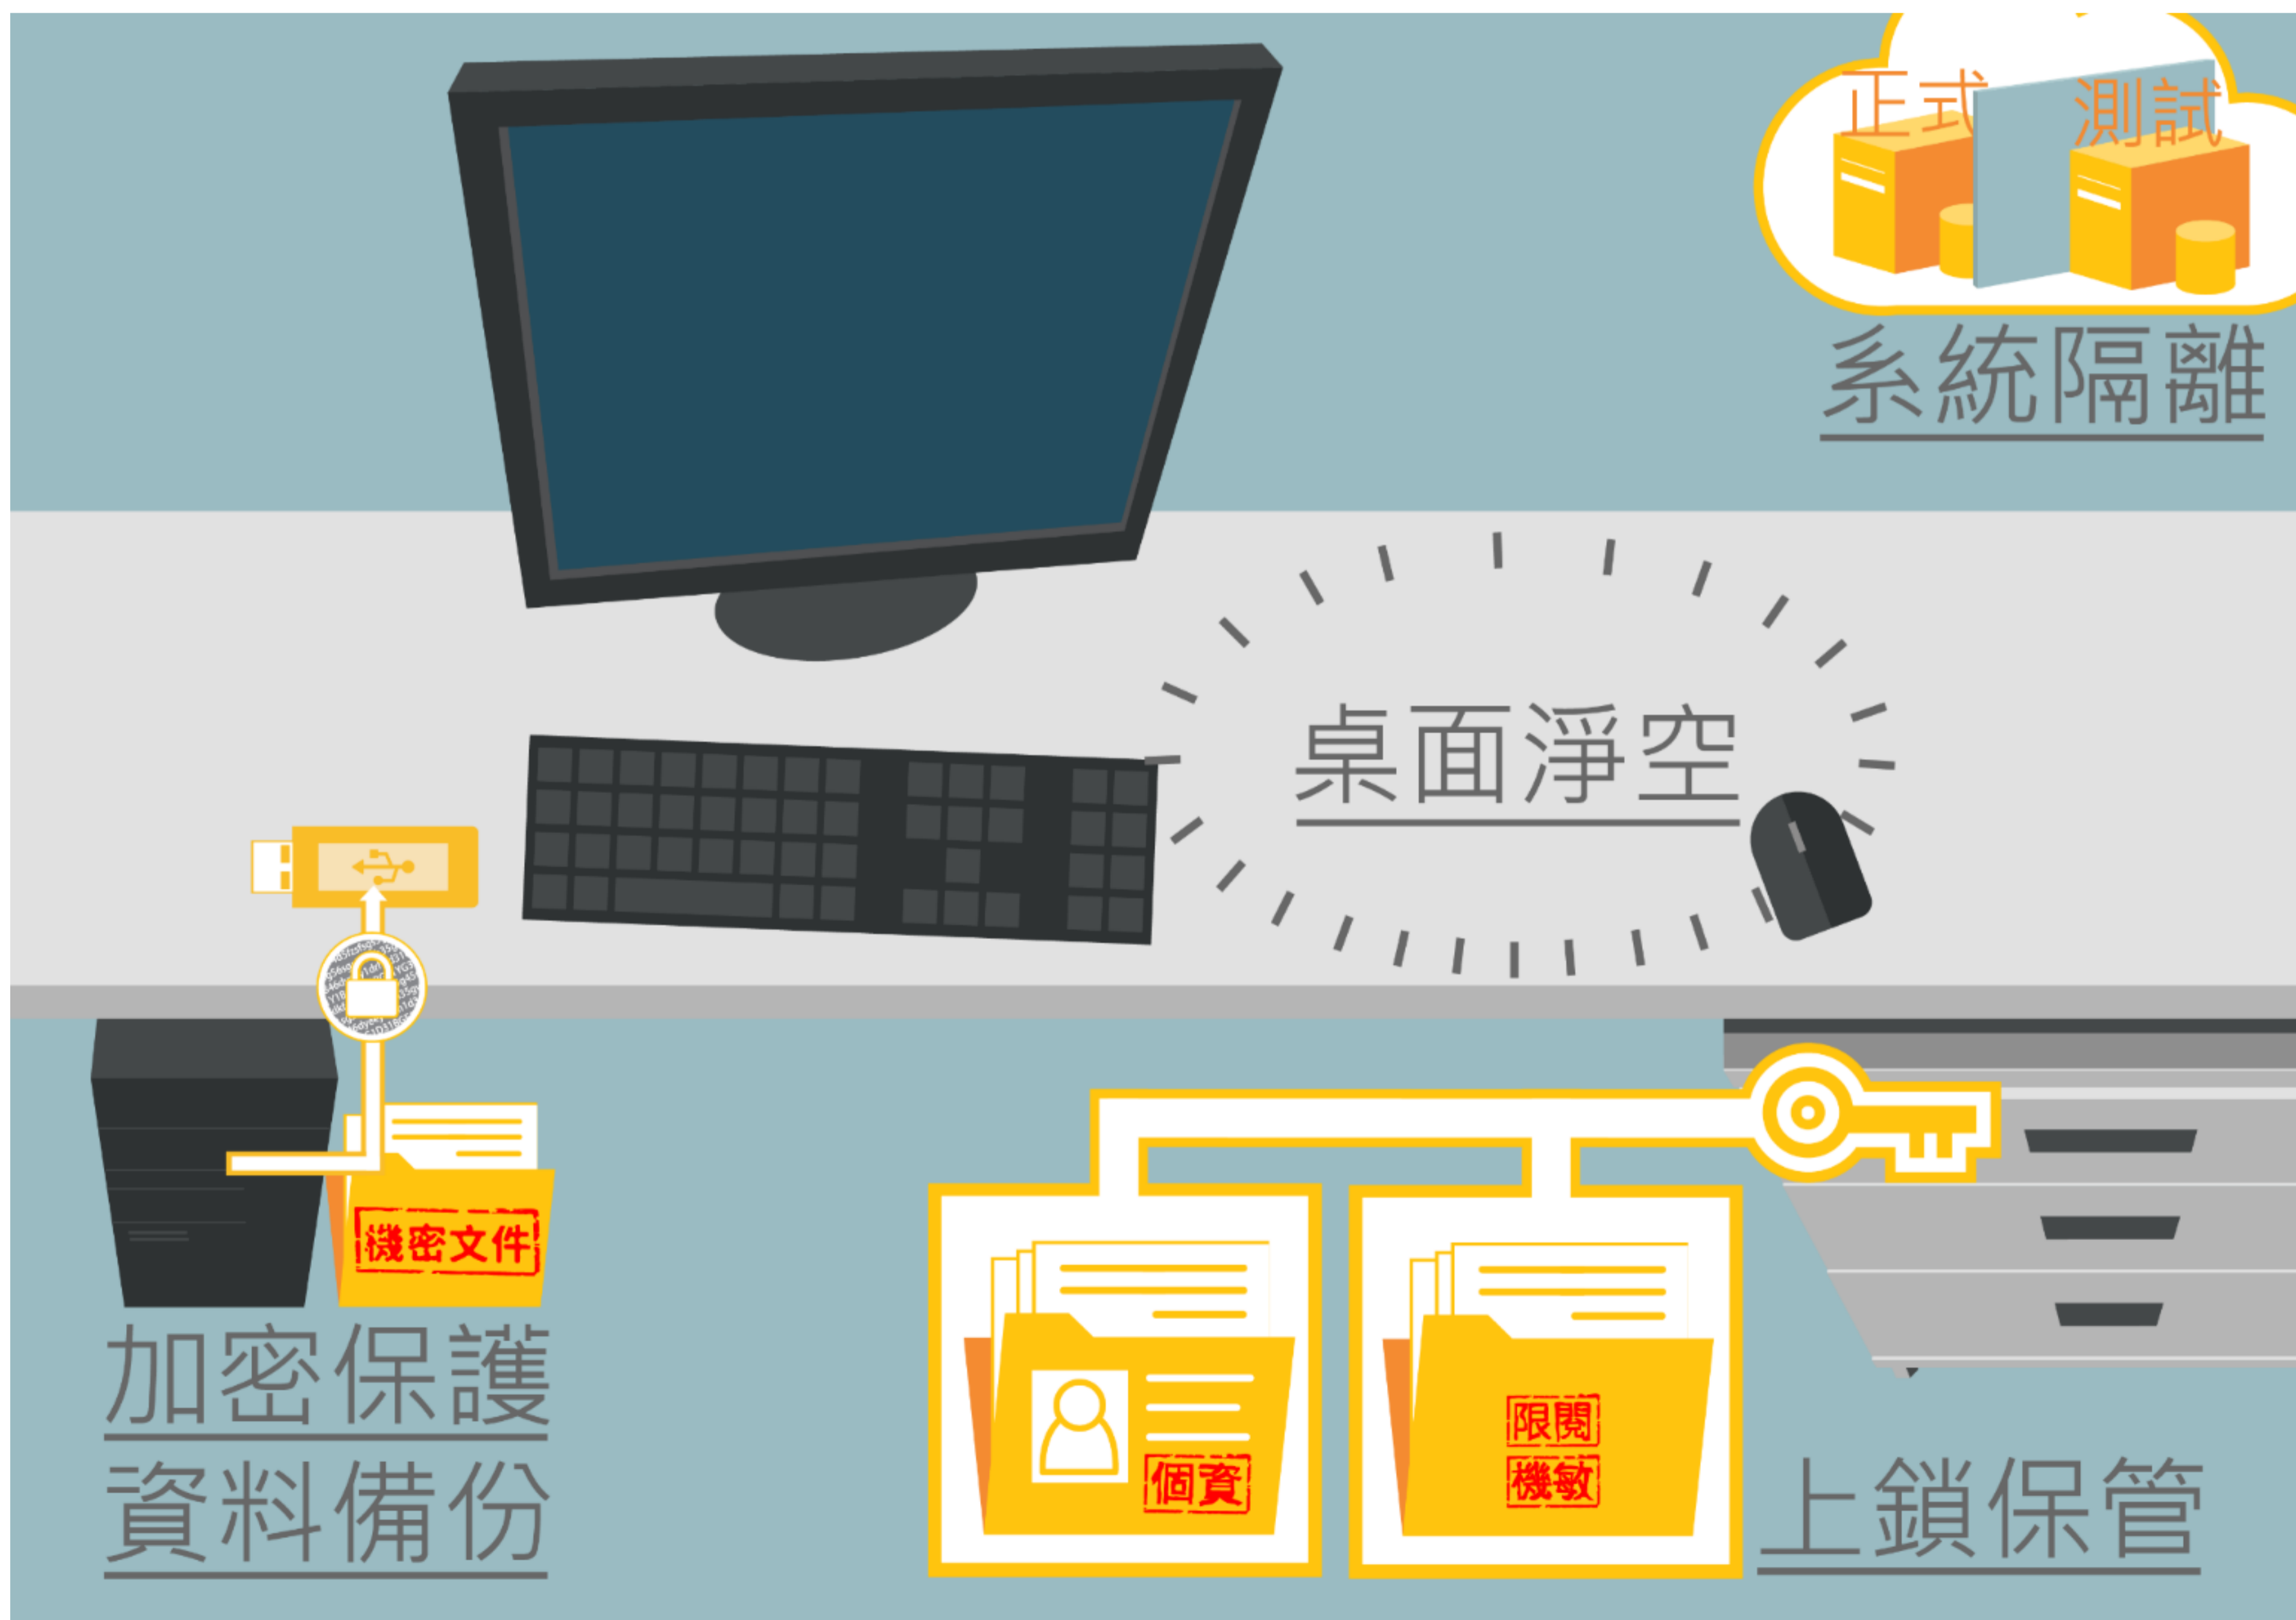 正式
測試
系統隔離
桌面淨空
機密文件
加密保護
資料備份
個資
限閱
機敏
上鎖保管